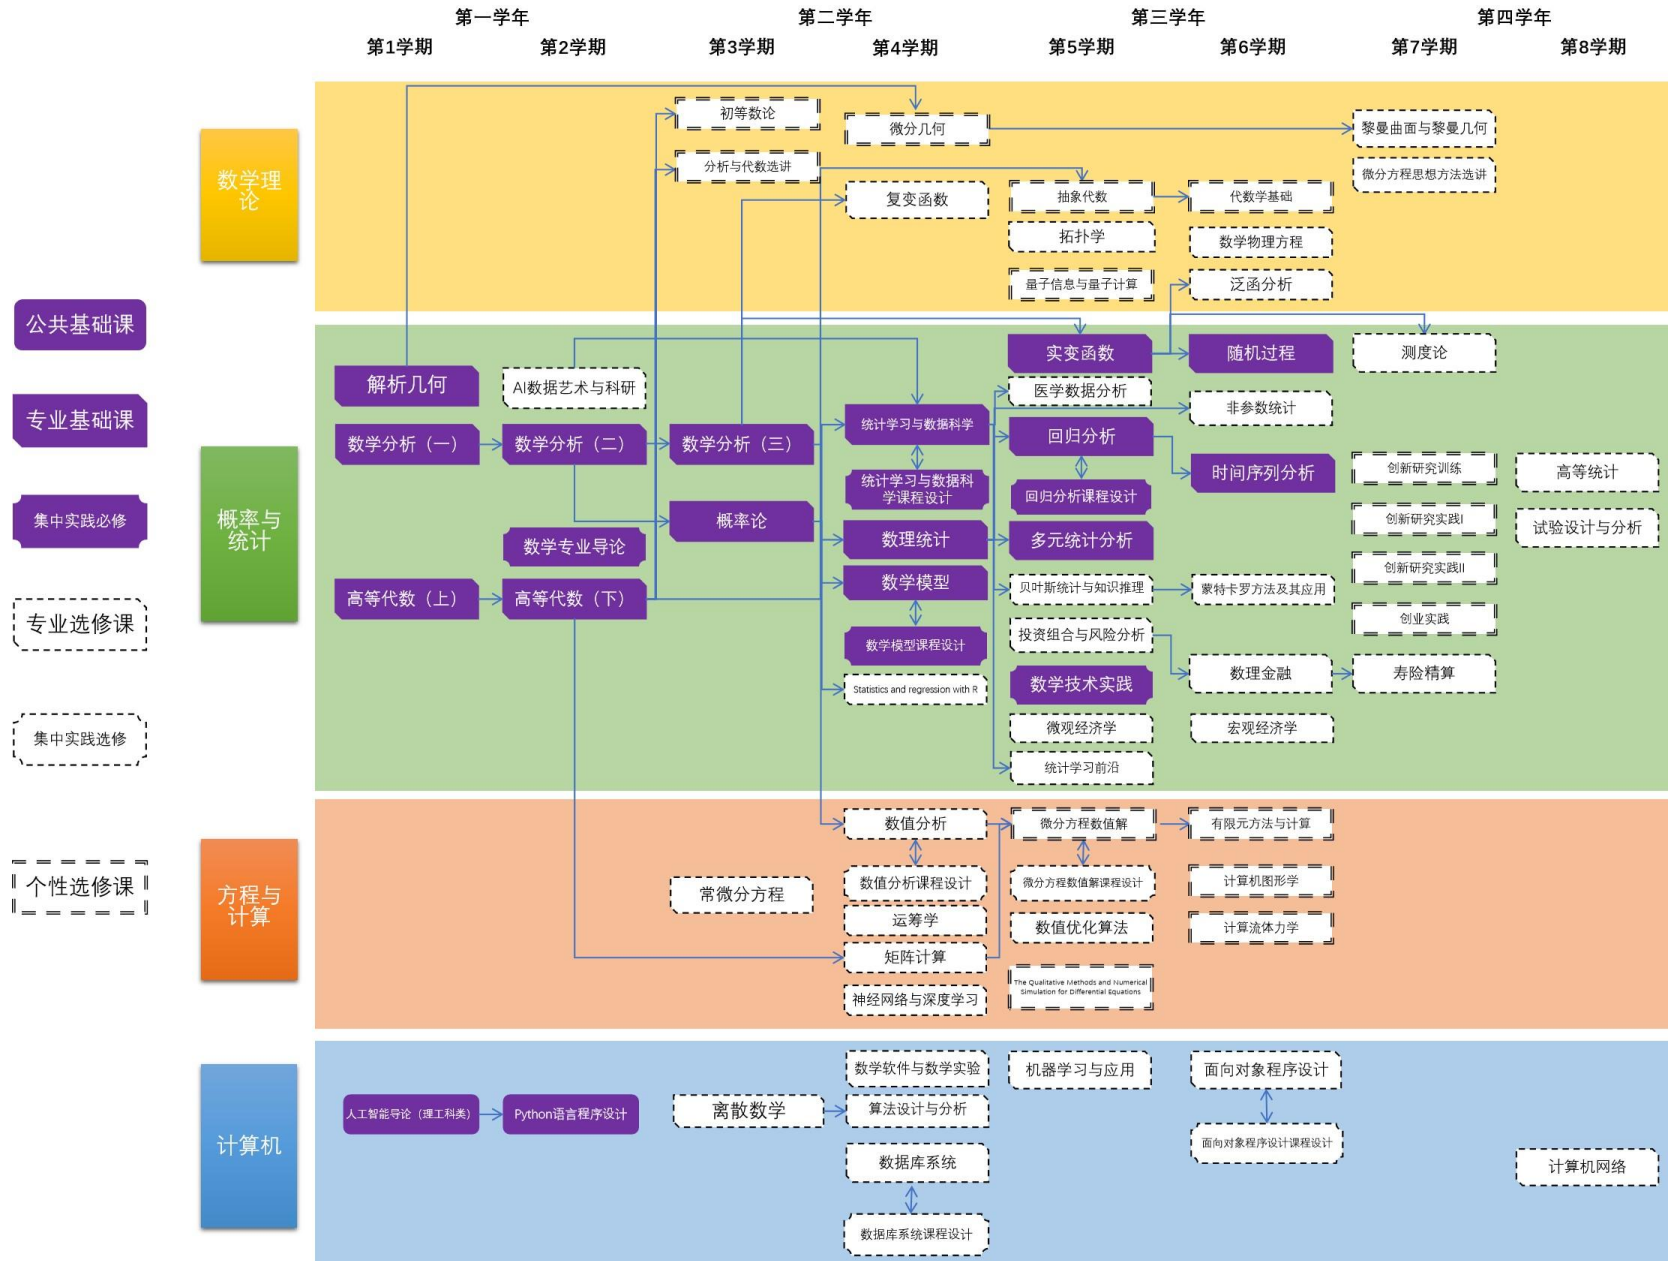 第一学年
第二学年
第三学年
第四学年
第1学期
第2学期
第3学期
第4学期
第5学期
第6学期
第7学期
第8学期
公共基础课
专业基础课
集中实践必修
专业选修课
集中实践选修
个性选修课
数学理
论
初等数论
分析与代数选讲
微分几何
复变函数
抽象代数
拓扑学
量子信息与量子计算
代数学基础
数学物理方程
泛函分析
黎曼曲面与黎曼几何
微分方程思想方法选讲
概率与
统计
解析几何
数学分析（一）
高等代数（上）
AI数据艺术与科研
数学分析（二）
数学专业导论
高等代数（下）
数学分析（三）
概率论
统计学习与数据科学
统计学习与数据科
学课程设计
数理统计
数学模型
数学模型课程设计
Statistics and regression with R
实变函数
医学数据分析
回归分析
回归分析课程设计
多元统计分析
贝叶斯统计与知识推理
投资组合与风险分析
数学技术实践
微观经济学
统计学习前沿
随机过程
非参数统计
时间序列分析
蒙特卡罗方法及其应用
数理金融
宏观经济学
测度论
创新研究训练
创新研究实践I
创新研究实践II
创业实践
寿险精算
高等统计
试验设计与分析
方程与
计算
常微分方程
数值分析
数值分析课程设计
运筹学
矩阵计算
神经网络与深度学习
微分方程数值解
微分方程数值解课程设计
数值优化算法
The Qualitative Methods and Numerical
Simulation for Differential Equations
有限元方法与计算
计算机图形学
计算流体力学
计算机
人工智能导论（理工科类）
Python语言程序设计
离散数学
数学软件与数学实验
算法设计与分析
数据库系统
数据库系统课程设计
机器学习与应用
面向对象程序设计
面向对象程序设计课程设计
计算机网络